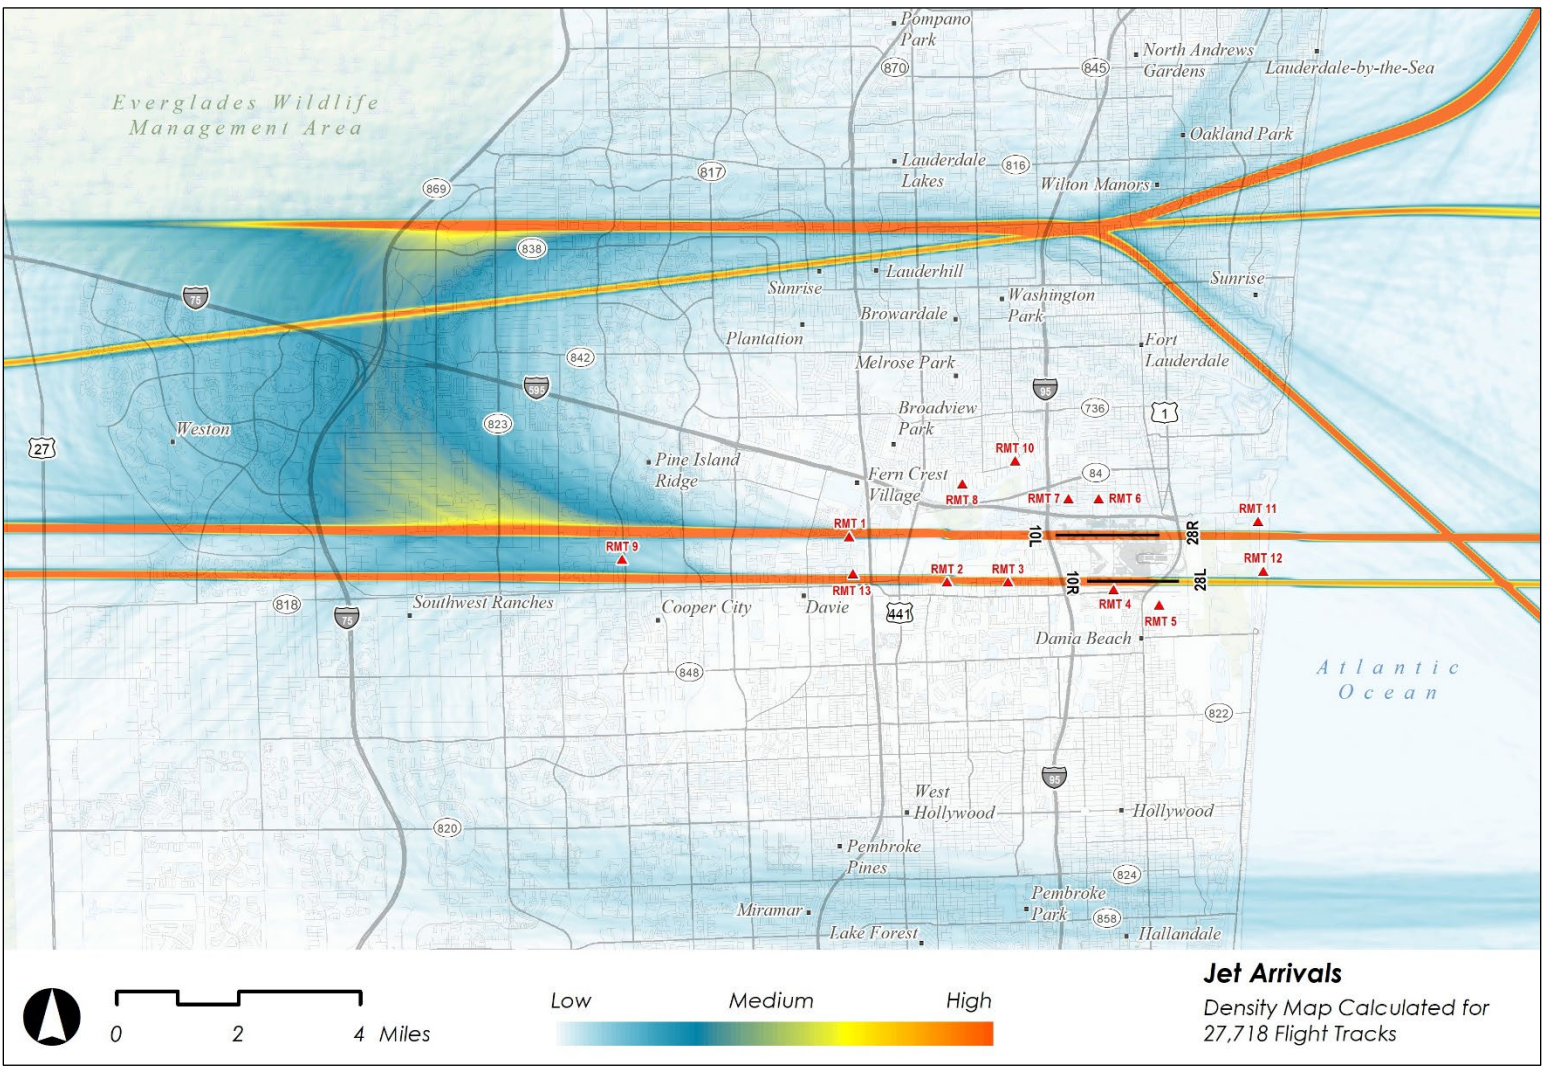 Pompano
Park
870
845
North Andrews
Gardens
Lauderdale-by-the-Sea
Everglades Wildlife
Management Area
Oakland Park
869
817
Lauderdale
Lakes
816
Wilton Manors
838
75
Sunrise
Lauderhill
Sunrise
Washington
Park
Browardale
Plantation
Fort
Lauderdale
842
Melrose Park
595
95
736
1
Broadview
Park
823
Weston
27
Pine Island
Ridge
RMT 10
Fern Crest
Village
84
RMT 8
RMT 7
RMT 6
RMT 11
RMT 1
10L
28R
RMT 9
RMT 12
RMT 2
RMT 3
RMT 13
10R
28L
RMT 4
RMT 5
818
75
Southwest Ranches
Cooper City
Davie
441
Dania Beach
848
Atlantic
Ocean
822
95
West
Hollywood
Hollywood
820
Pembroke
Pines
824
Pembroke
Park
858
Miramar
Lake Forest
Hallandale
0 2 4 Miles
Low Medium High
Jet Arrivals
Density Map Calculated for
27,718 Flight Tracks